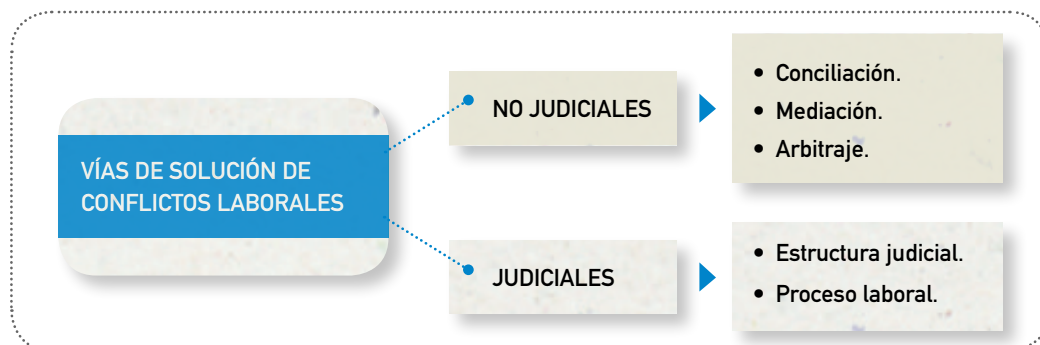 VÍAS DE SOLUCIÓN DE
CONFLICTOS LABORALES
NO JUDICIALES
• Conciliación.
• Mediación.
• Arbitraje.
JUDICIALES
• Estructura judicial.
• Proceso laboral.